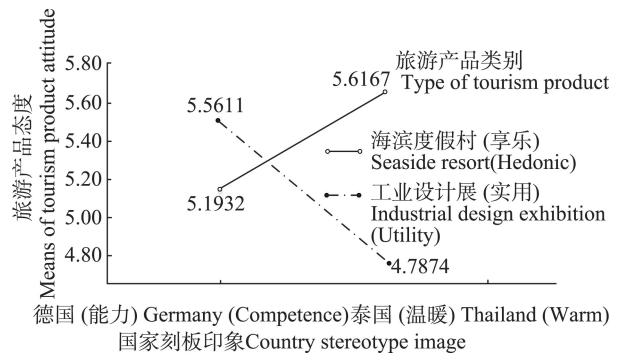 旅游产品态度
Means of tourism product attitude
5.80
5.60
5.40
5.20
5.00
4.80
5.5611
5.1932
5.6167
4.7874
旅游产品类别
Type of tourism product
海滨度假村 (享乐)
Seaside resort(Hedonic)
工业设计展 (实用)
Industrial design exhibition
(Utility)
德国 (能力) Germany (Competence)泰国 (温暖) Thailand (Warm)
国家刻板印象Country stereotype image